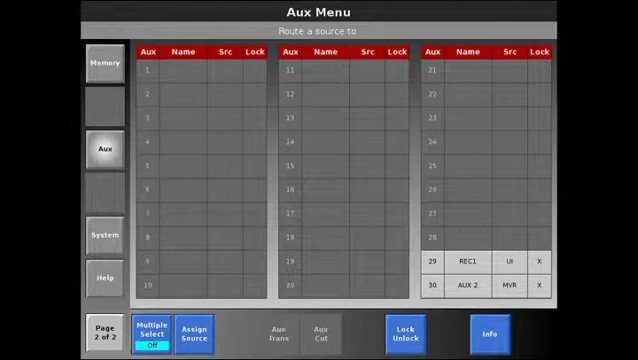 Aux Menu
Route a source to
Memory
Aux
System
Help
Page
2 of 2
Aux Name Src Lock
1
2
3
4
5
6
7
8
9
10
Aux Name Src Lock
11
12
13
14
15
16
17
18
19
20
Aux Name Src Lock
21
22
23
24
25
26
27
28
29 REC1 UI X
30 AUX 2 MVR X
Multiple
Select
Off
Assign
Source
Aux
Trans
Aux
Cut
Lock
Unlock
Info